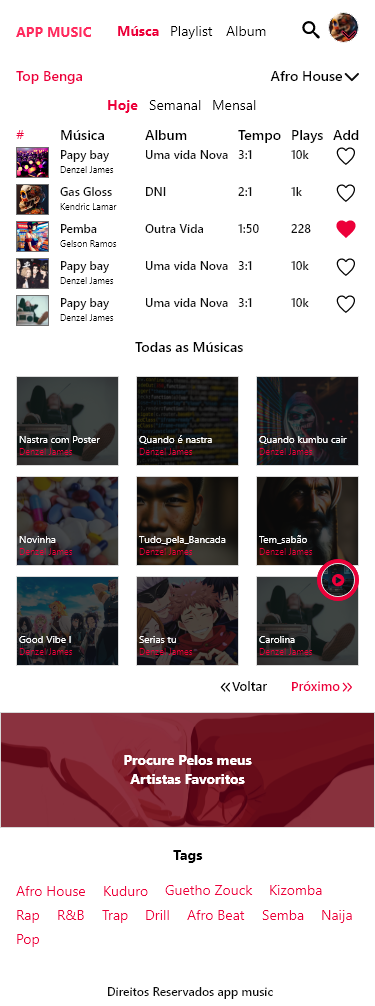 APP MUSIC Músca Playlist Album
Top Benga Afro House
Hoje Semanal Mensal
# Música Album Tempo Plays Add
Papy bay Uma vida Nova 3:1 10k
Denzel James
Gas Gloss DNI 2:1 1k
Kendric Lamar
Pemba Outra Vida 1:50 228
Gelson Ramos
Papy bay Uma vida Nova 3:1 10k
Denzel James
Papy bay Uma vida Nova 3:1 10k
Denzel James
Todas as Músicas
Nastra com Poster Quando é nastra Quando kumbu cair
Denzel James Denzel James Denzel James
Novinha Tudo_pela_Bancada Tem_sabão
Denzel James Denzel James Denzel James
Good Vibe I Serias tu Carolina
Denzel James Denzel James Denzel James
Voltar Próximo
Procure Pelos meus
Artistas Favoritos
Tags
Afro House Kuduro Guetho Zouck Kizomba
Rap R&B Trap Drill Afro Beat Semba Naija
Pop
Direitos Reservados app music